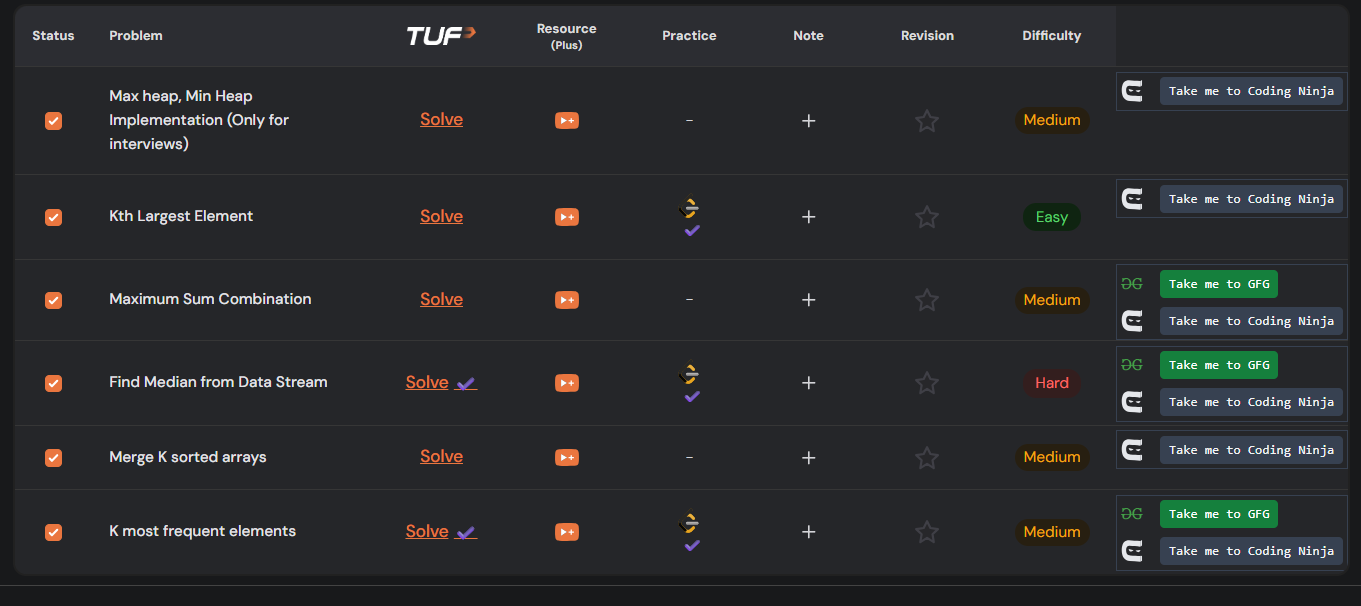 Status Problem TUF Resource Practice Note Revision Difficulty
(Plus)
Max heap, Min Heap
Implementation (Only for
interviews)
Solve - + Medium
Take me to Coding Ninja
Kth Largest Element Solve + Easy
Take me to Coding Ninja
Maximum Sum Combination Solve - + Medium
GG Take me to GFG
Take me to Coding Ninja
Find Median from Data Stream Solve + Hard
GG Take me to GFG
Take me to Coding Ninja
Merge K sorted arrays Solve - + Medium
Take me to Coding Ninja
K most frequent elements Solve + Medium
GG Take me to GFG
Take me to Coding Ninja